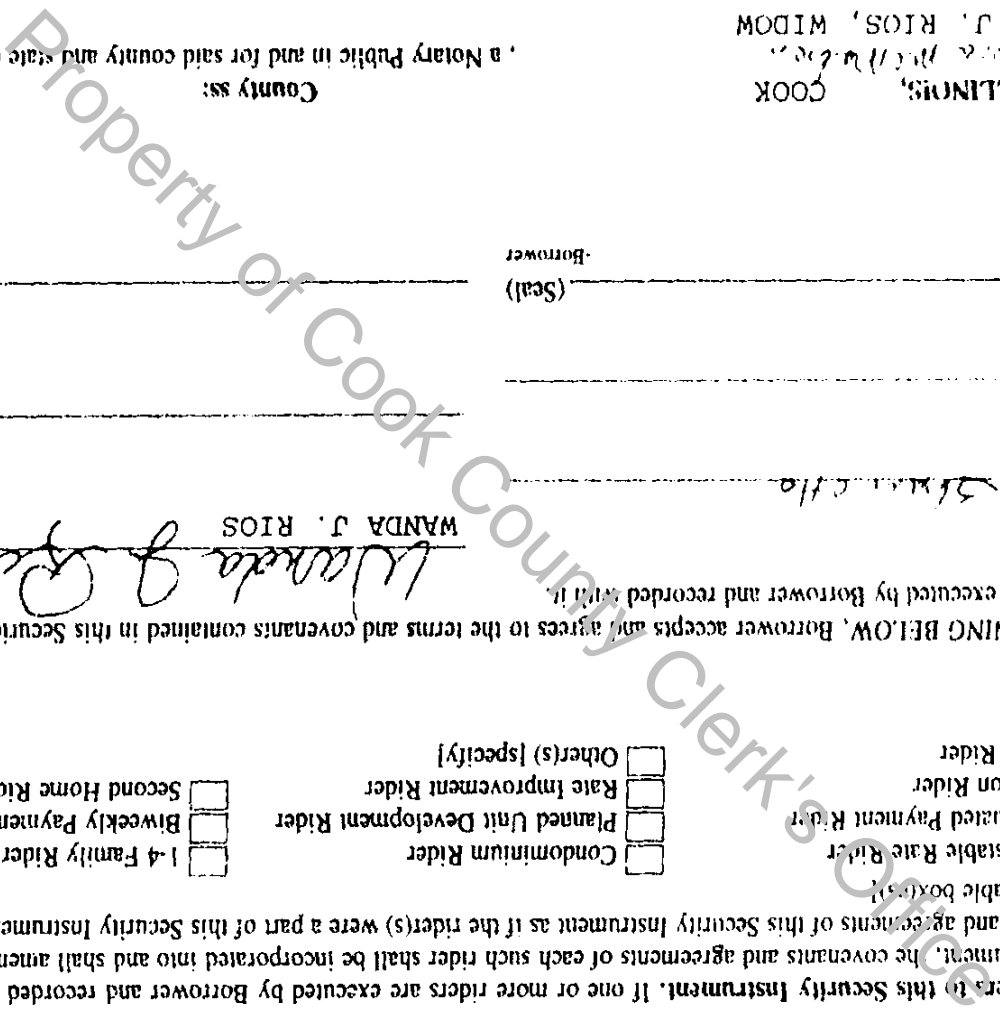 ers to this Security Instrument. If one or more riders are executed by Borrower and recorded
ument, the covenants and agreements of each such rider shall be incorporated into and shall amen
and agreements of this Security Instrument as if the rider(s) were a part of this Security Instrume
able box(es)]
stable Rate Rider
uated Payment Rider
on Rider
Rider
Condominium Rider
Planned Unit Development Rider
Rate Improvement Rider
Other(s) [specify]
1-4 Family Rider
Biweekly Paymen
Second Home Rid
NING BELOW, Borrower accepts and agrees to the terms and covenants contained in this Securi
executed by Borrower and recorded with it.
Wanda J
WANDA J. RIOS
(Seal)
-Borrower
LLINOIS, COOK
County ss:
, a Notary Public in and for said county and state
J. RIOS, WIDOW
Property of Cook County Clerk's Office